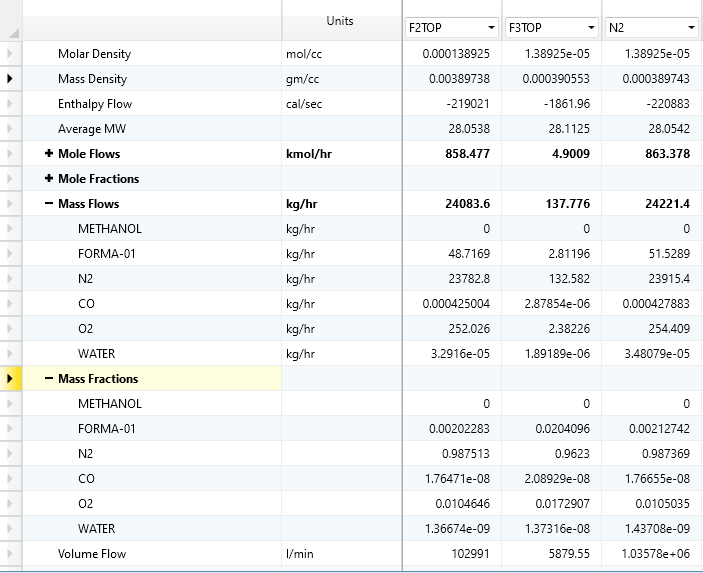 Units F2TOP F3TOP N2
Molar Density mol/cc 0.000138925 1.38925e-05 1.38925e-05
Mass Density gm/cc 0.00389738 0.000390553 0.000389743
Enthalpy Flow cal/sec -219021 -1861.96 -220883
Average MW 28.0538 28.1125 28.0542
+ Mole Flows kmol/hr 858.477 4.9009 863.378
+ Mole Fractions
− Mass Flows kg/hr 24083.6 137.776 24221.4
METHANOL kg/hr 0 0 0
FORMA-01 kg/hr 48.7169 2.81196 51.5289
N2 kg/hr 23782.8 132.582 23915.4
CO kg/hr 0.000425004 2.87854e-06 0.000427883
O2 kg/hr 252.026 2.38226 254.409
WATER kg/hr 3.2916e-05 1.89189e-06 3.48079e-05
− Mass Fractions
METHANOL 0 0 0
FORMA-01 0.00202283 0.0204096 0.00212742
N2 0.987513 0.9623 0.987369
CO 1.76471e-08 2.08929e-08 1.76655e-08
O2 0.0104646 0.0172907 0.0105035
WATER 1.36674e-09 1.37316e-08 1.43708e-09
Volume Flow l/min 102991 5879.55 1.03578e+06